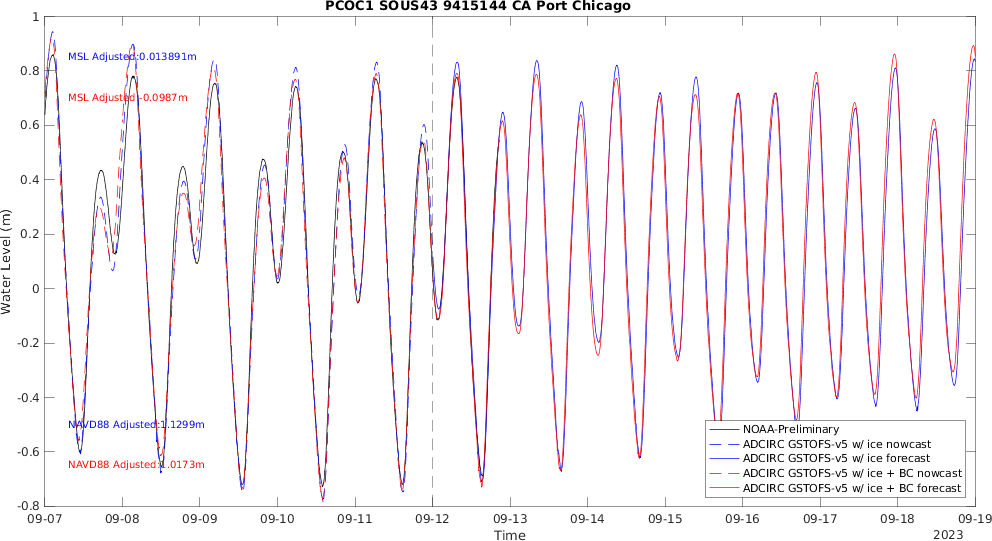 PCOC1 SOUS43 9415144 CA Port Chicago
MSL Adjusted:0.013891m
MSL Adjusted:-0.0987m
NAVD88 Adjusted:1.1299m
NAVD88 Adjusted:1.0173m
Water Level (m)
1
0.8
0.6
0.4
0.2
0
-0.2
-0.4
-0.6
-0.8
NOAA-Preliminary
ADCIRC GSTOFS-v5 w/ ice nowcast
ADCIRC GSTOFS-v5 w/ ice forecast
ADCIRC GSTOFS-v5 w/ ice + BC nowcast
ADCIRC GSTOFS-v5 w/ ice + BC forecast
09-07 09-08 09-09 09-10 09-11 09-12 09-13 09-14 09-15 09-16 09-17 09-18 09-19
Time
2023